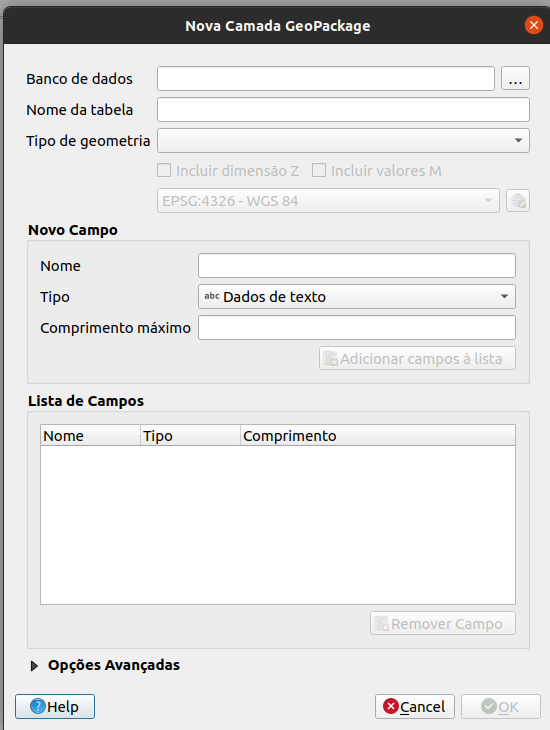 Nova Camada GeoPackage
Banco de dados
...
Nome da tabela
Tipo de geometria
Incluir dimensão Z Incluir valores M
EPSG:4326 - WGS 84
Novo Campo
Nome
Tipo abc Dados de texto
Comprimento máximo
Adicionar campos à lista
Lista de Campos
Nome Tipo Comprimento
Remover Campo
Opções Avançadas
Help Cancel OK